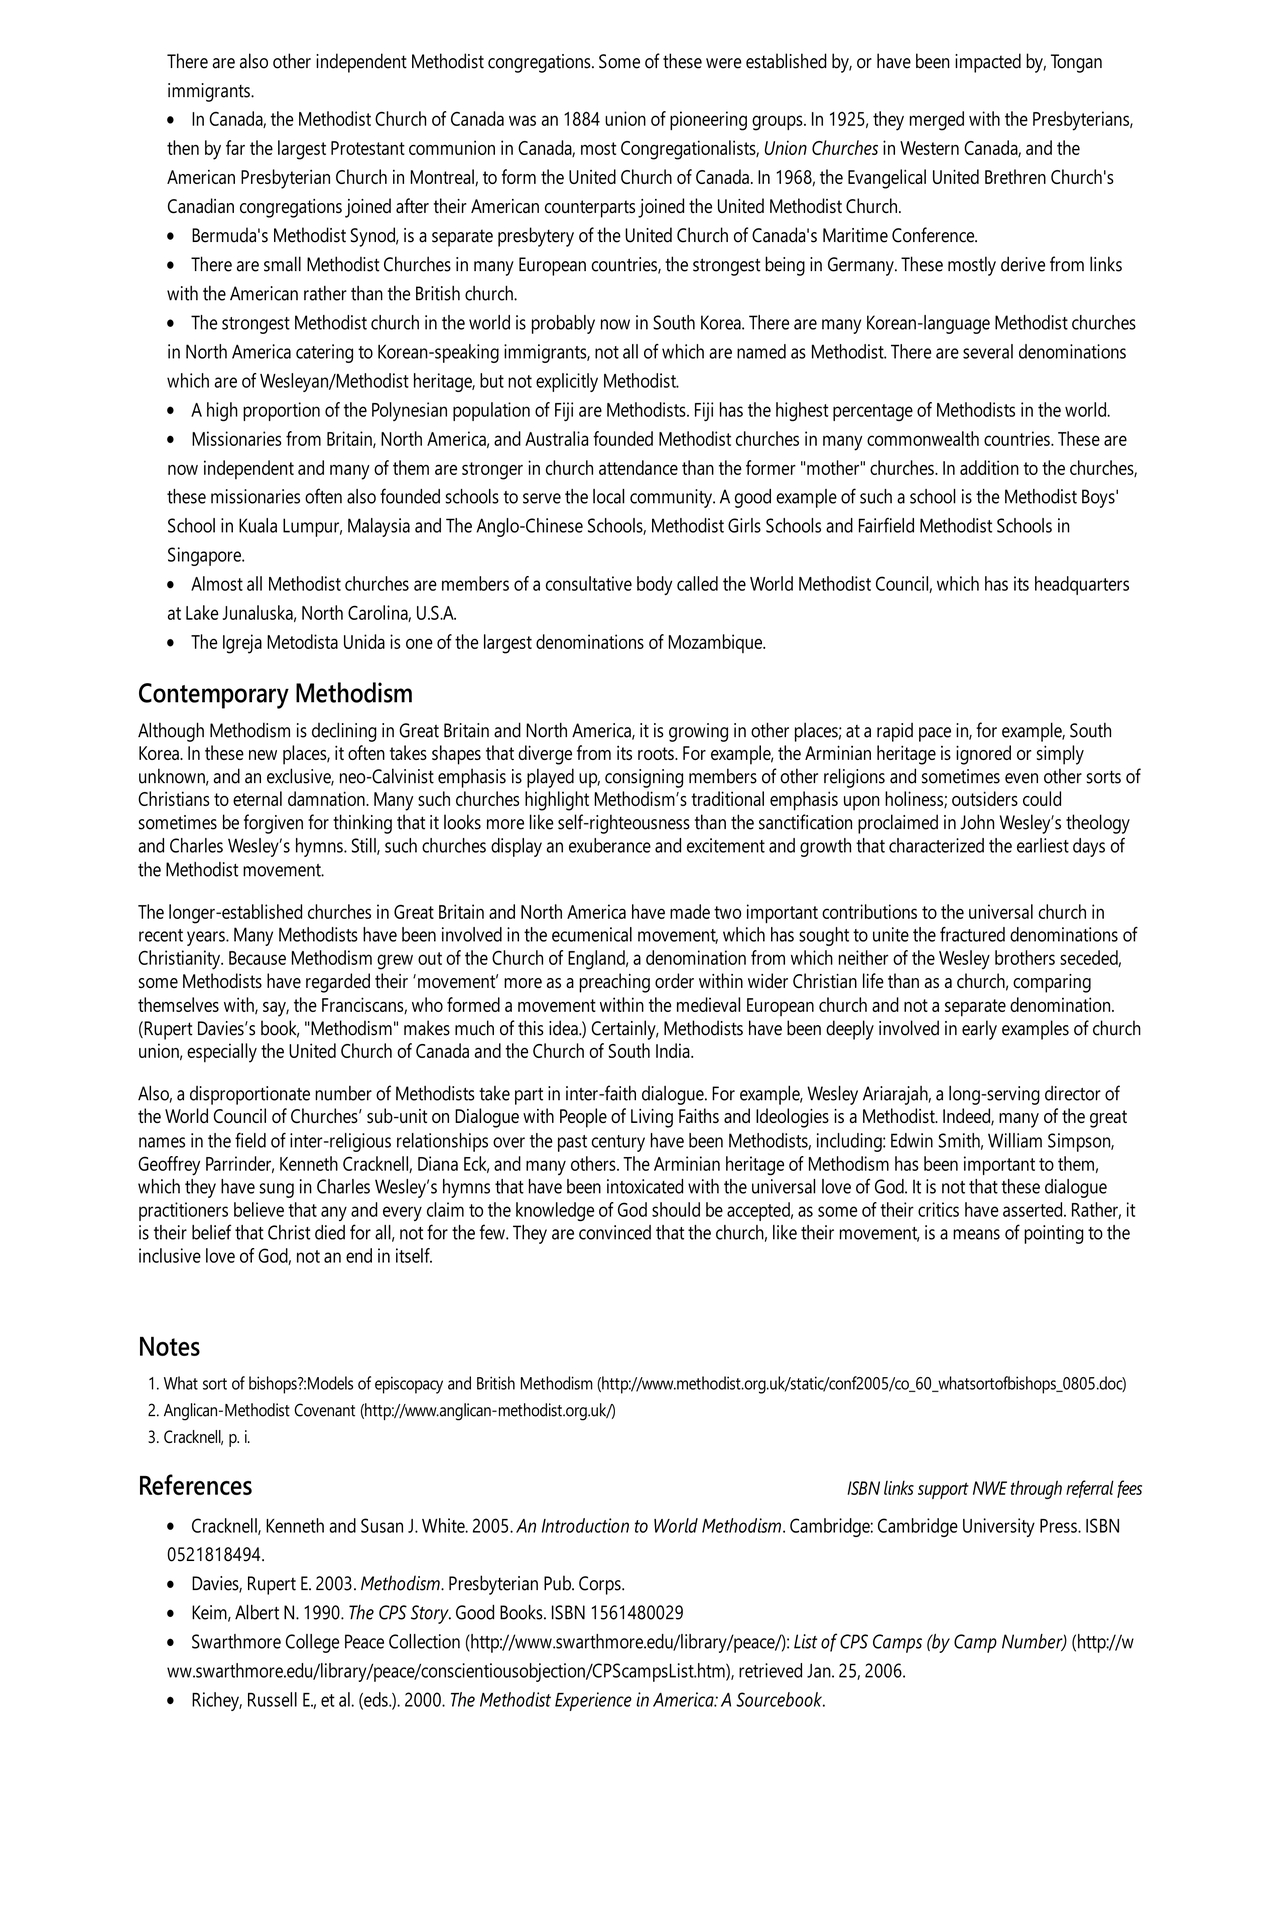 There are also other independent Methodist congregations. Some of these were established by, or have been impacted by, Tongan
immigrants.
• In Canada, the Methodist Church of Canada was an 1884 union of pioneering groups. In 1925, they merged with the Presbyterians,
then by far the largest Protestant communion in Canada, most Congregationalists, Union Churches in Western Canada, and the
American Presbyterian Church in Montreal, to form the United Church of Canada. In 1968, the Evangelical United Brethren Church's
Canadian congregations joined after their American counterparts joined the United Methodist Church.
• Bermuda's Methodist Synod, is a separate presbytery of the United Church of Canada's Maritime Conference.
• There are small Methodist Churches in many European countries, the strongest being in Germany. These mostly derive from links
with the American rather than the British church.
• The strongest Methodist church in the world is probably now in South Korea. There are many Korean-language Methodist churches
in North America catering to Korean-speaking immigrants, not all of which are named as Methodist. There are several denominations
which are of Wesleyan/Methodist heritage, but not explicitly Methodist.
• A high proportion of the Polynesian population of Fiji are Methodists. Fiji has the highest percentage of Methodists in the world.
• Missionaries from Britain, North America, and Australia founded Methodist churches in many commonwealth countries. These are
now independent and many of them are stronger in church attendance than the former "mother" churches. In addition to the churches,
these missionaries often also founded schools to serve the local community. A good example of such a school is the Methodist Boys'
School in Kuala Lumpur, Malaysia and The Anglo-Chinese Schools, Methodist Girls Schools and Fairfield Methodist Schools in
Singapore.
• Almost all Methodist churches are members of a consultative body called the World Methodist Council, which has its headquarters
at Lake Junaluska, North Carolina, U.S.A.
• The Igreja Metodista Unida is one of the largest denominations of Mozambique.
Contemporary Methodism
Although Methodism is declining in Great Britain and North America, it is growing in other places; at a rapid pace in, for example, South
Korea. In these new places, it often takes shapes that diverge from its roots. For example, the Arminian heritage is ignored or simply
unknown, and an exclusive, neo-Calvinist emphasis is played up, consigning members of other religions and sometimes even other sorts of
Christians to eternal damnation. Many such churches highlight Methodism’s traditional emphasis upon holiness; outsiders could
sometimes be forgiven for thinking that it looks more like self-righteousness than the sanctification proclaimed in John Wesley’s theology
and Charles Wesley’s hymns. Still, such churches display an exuberance and excitement and growth that characterized the earliest days of
the Methodist movement.
The longer-established churches in Great Britain and North America have made two important contributions to the universal church in
recent years. Many Methodists have been involved in the ecumenical movement, which has sought to unite the fractured denominations of
Christianity. Because Methodism grew out of the Church of England, a denomination from which neither of the Wesley brothers seceded,
some Methodists have regarded their ‘movement’ more as a preaching order within wider Christian life than as a church, comparing
themselves with, say, the Franciscans, who formed a movement within the medieval European church and not a separate denomination.
(Rupert Davies’s book, "Methodism" makes much of this idea.) Certainly, Methodists have been deeply involved in early examples of church
union, especially the United Church of Canada and the Church of South India.
Also, a disproportionate number of Methodists take part in inter-faith dialogue. For example, Wesley Ariarajah, a long-serving director of
the World Council of Churches’ sub-unit on Dialogue with People of Living Faiths and Ideologies is a Methodist. Indeed, many of the great
names in the field of inter-religious relationships over the past century have been Methodists, including: Edwin Smith, William Simpson,
Geoffrey Parrinder, Kenneth Cracknell, Diana Eck, and many others. The Arminian heritage of Methodism has been important to them,
which they have sung in Charles Wesley’s hymns that have been intoxicated with the universal love of God. It is not that these dialogue
practitioners believe that any and every claim to the knowledge of God should be accepted, as some of their critics have asserted. Rather, it
is their belief that Christ died for all, not for the few. They are convinced that the church, like their movement, is a means of pointing to the
inclusive love of God, not an end in itself.
Notes
1. What sort of bishops?:Models of episcopacy and British Methodism (http://www.methodist.org.uk/static/conf2005/co_60_whatsortofbishops_0805.doc)
2. Anglican-Methodist Covenant (http://www.anglican-methodist.org.uk/)
3. Cracknell, p. i.
References ISBN links support NWE through referral fees
• Cracknell, Kenneth and Susan J. White. 2005. An Introduction to World Methodism. Cambridge: Cambridge University Press. ISBN
0521818494.
• Davies, Rupert E. 2003. Methodism. Presbyterian Pub. Corps.
• Keim, Albert N. 1990. The CPS Story. Good Books. ISBN 1561480029
• Swarthmore College Peace Collection (http://www.swarthmore.edu/library/peace/): List of CPS Camps (by Camp Number) (http://w
ww.swarthmore.edu/library/peace/conscientiousobjection/CPScampsList.htm), retrieved Jan. 25, 2006.
• Richey, Russell E., et al. (eds.). 2000. The Methodist Experience in America: A Sourcebook.